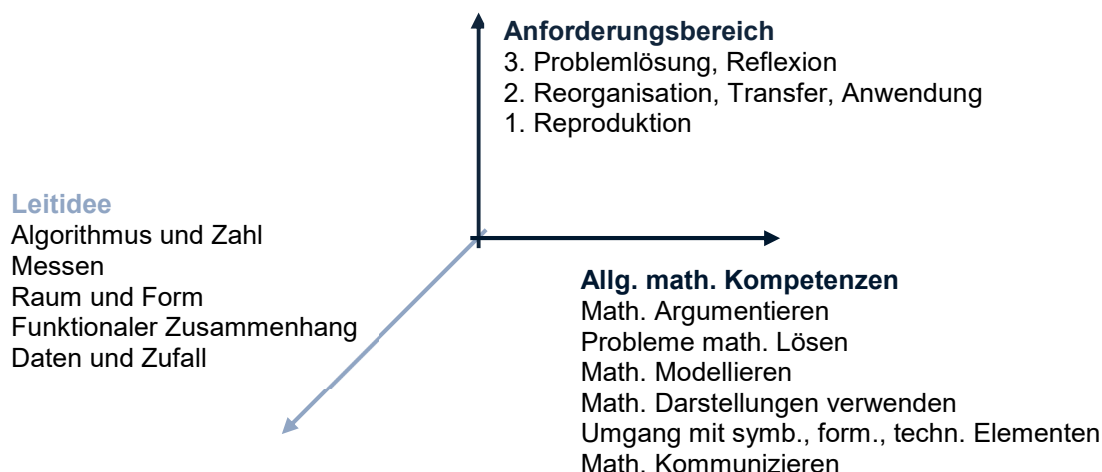 Anforderungsbereich
3. Problemlösung, Reflexion
2. Reorganisation, Transfer, Anwendung
1. Reproduktion
Leitidee
Algorithmus und Zahl
Messen
Raum und Form
Funktionaler Zusammenhang
Daten und Zufall
Allg. math. Kompetenzen
Math. Argumentieren
Probleme math. Lösen
Math. Modellieren
Math. Darstellungen verwenden
Umgang mit symb., form., techn. Elementen
Math. Kommunizieren